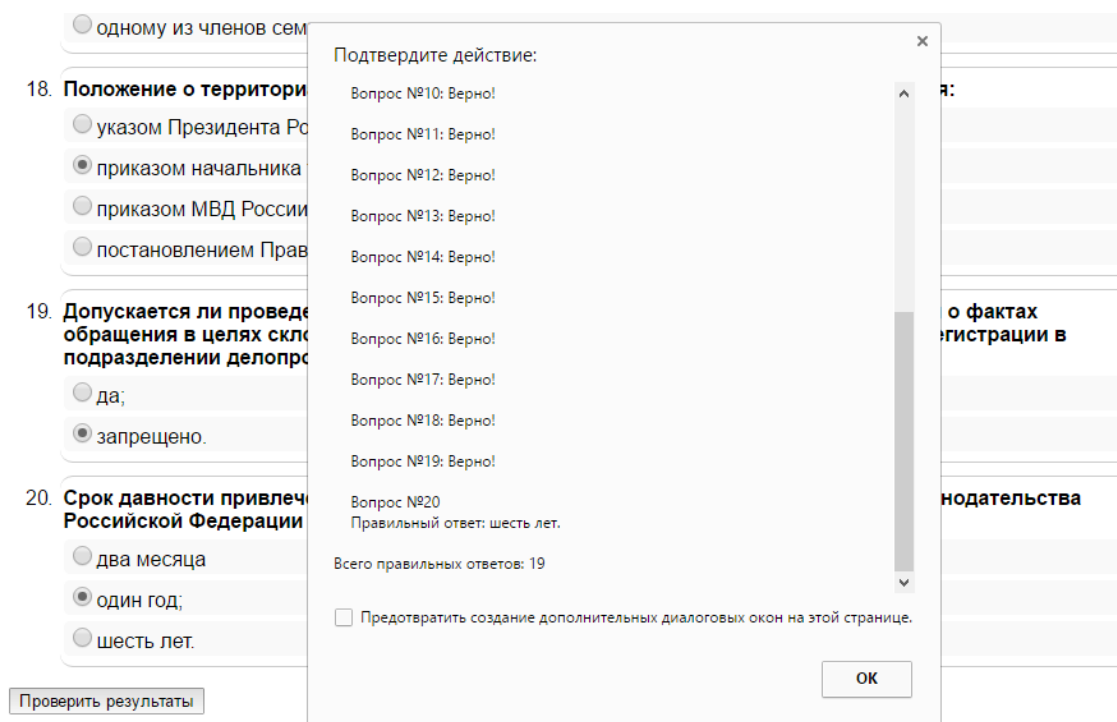 одному из членов сем
Подтвердите действие:
18. Положение о территори я:
указом Президента Ро
приказом начальника
приказом МВД России
постановлением Прав
19. Допускается ли проведе о фактах
обращения в целях скло егистрации в
подразделении делопро
да;
запрещено.
20. Срок давности привлеч нодательства
Российской Федерации
два месяца
один год;
шесть лет.
Проверить результаты
Вопрос №10: Верно!
Вопрос №11: Верно!
Вопрос №12: Верно!
Вопрос №13: Верно!
Вопрос №14: Верно!
Вопрос №15: Верно!
Вопрос №16: Верно!
Вопрос №17: Верно!
Вопрос №18: Верно!
Вопрос №19: Верно!
Вопрос №20
Правильный ответ: шесть лет.
Всего правильных ответов: 19
Предотвратить создание дополнительных диалоговых окон на этой странице.
ОК